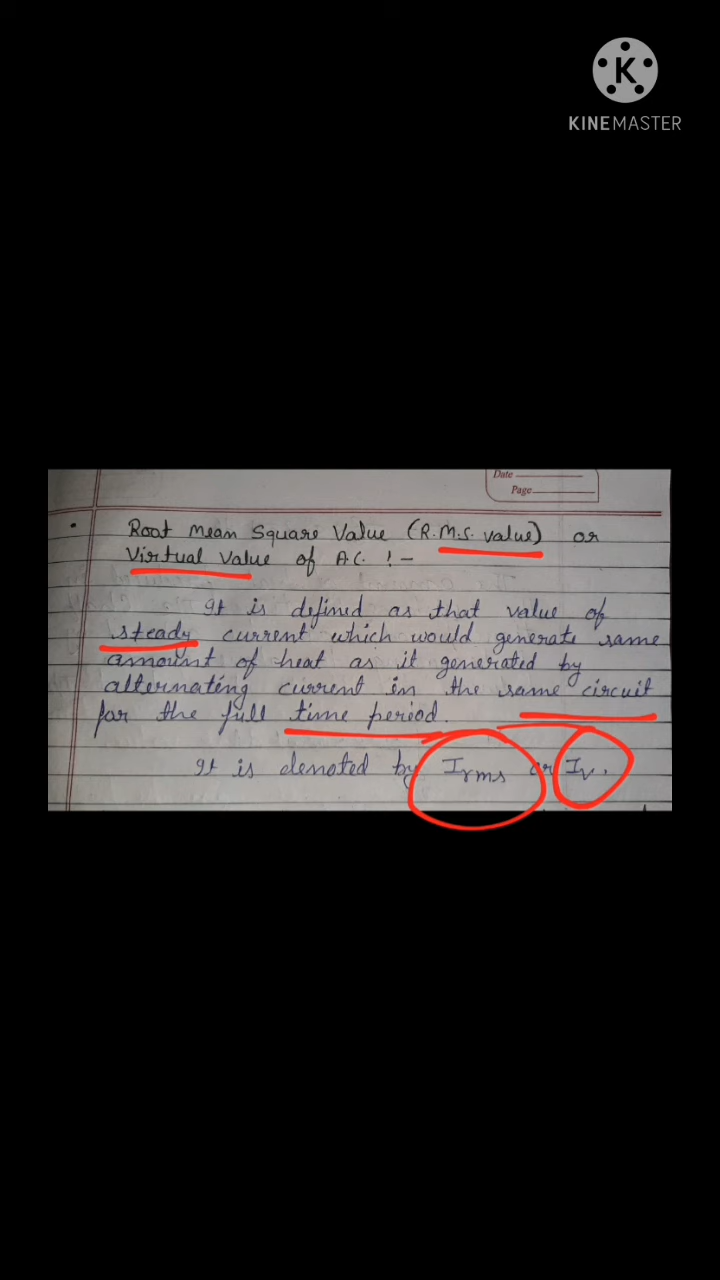 KINEMASTER
Date
Page
Root Mean Square Value (R.M.S. value) or
Virtual Value of A.C. :-
It is defined as that value of
steady current which would generate same
amount of heat as it generated by
alternating current in the same circuit
for the full time period.
It is denoted by Irms or Iv.